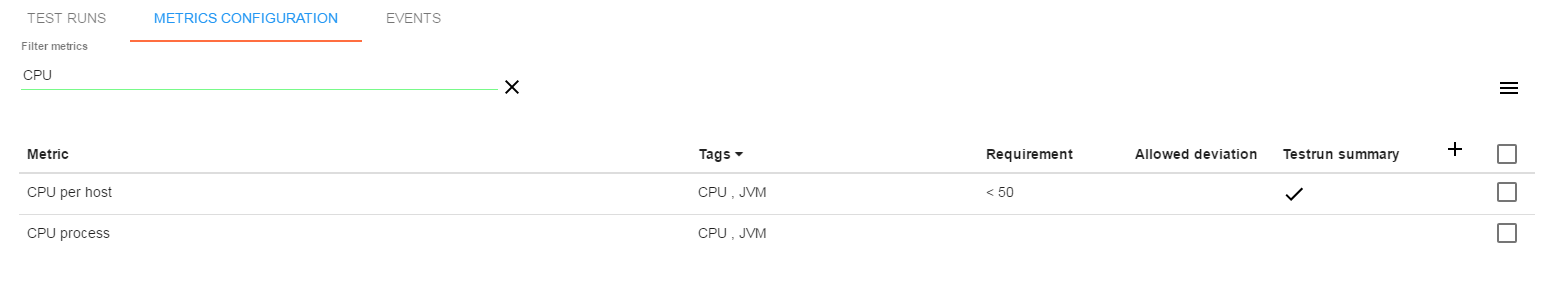 TEST RUNS METRICS CONFIGURATION EVENTS
Filter metrics
CPU
Metric Tags Requirement Allowed deviation Testrun summary
CPU per host CPU , JVM < 50
CPU process CPU , JVM